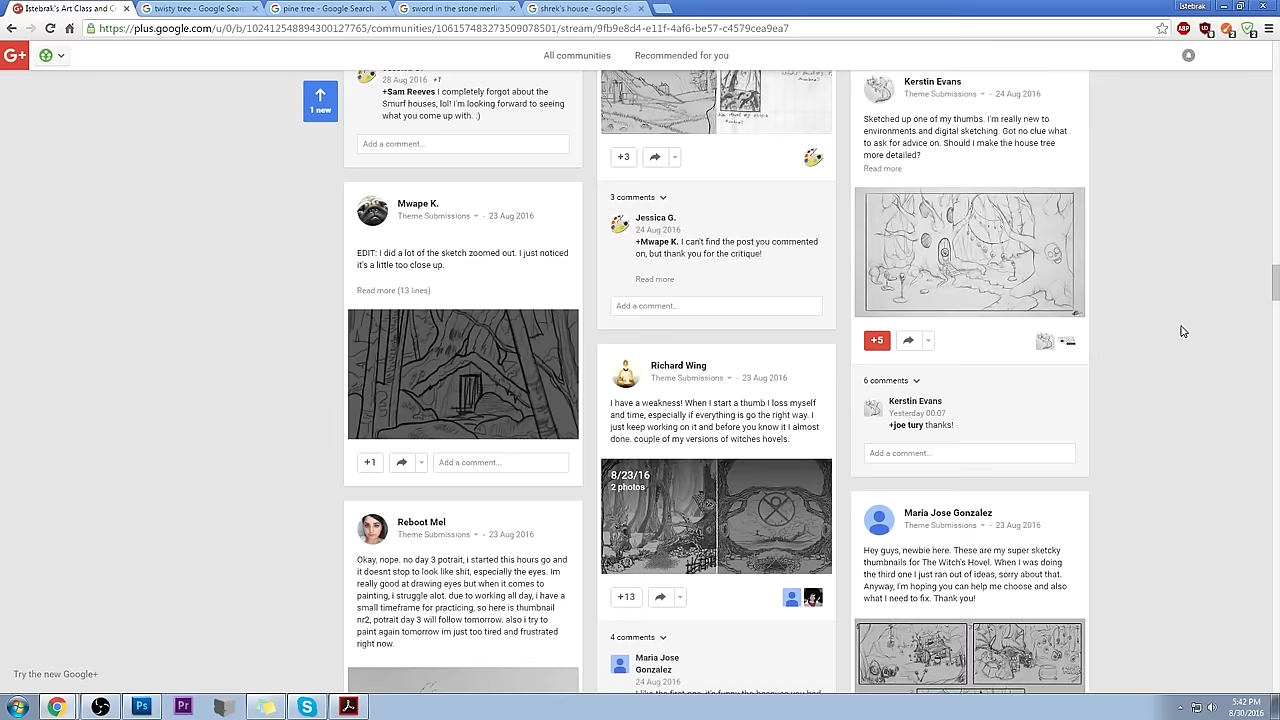 Istebrak's Art Class and C
twisty tree - Google Sear
pine tree - Google Search
sword in the stone merlin
shrek's house - Google Se
Istebrak
https://plus.google.com/u/0/b/102412548894300127765/communities/106157483273509078501/stream/9fb9e8d4-e11f-4af6-be57-c4579cea9ea7
G+
All communities
Recommended for you
1 new
28 Aug 2016 +1
+Sam Reeves I completely forgot about the
Smurf houses, lol! I'm looking forward to seeing
what you come up with. :)
Add a comment...
Mwape K.
Theme Submissions - 23 Aug 2016
EDIT: I did a lot of the sketch zoomed out. I just noticed
it's a little too close up.
Read more (13 lines)
+1
Add a comment...
Reboot Mel
Theme Submissions - 23 Aug 2016
Okay, nope. no day 3 potrait, i started this hours go and
it doesnt stop to look like shit, especially the eyes. Im
really good at drawing eyes but when it comes to
painting, i struggle alot. due to working all day, i have a
small timeframe for practicing, so here is thumbnail
nr2, potrait day 3 will follow tomorrow. also i try to
paint again tomorrow im just too tired and frustrated
right now.
+3
3 comments
Jessica G.
24 Aug 2016
+Mwape K. I can't find the post you commented
on, but thank you for the critique!
Read more
Add a comment...
Richard Wing
Theme Submissions - 23 Aug 2016
I have a weakness! When I start a thumb I loss myself
and time, especially if everything is go the right way. I
just keep working on it and before you know it I almost
done. couple of my versions of witches hovels.
8/23/16
2 photos
+13
4 comments
Maria Jose
Gonzalez
24 Aug 2016
Kerstin Evans
Theme Submissions - 24 Aug 2016
Sketched up one of my thumbs. I'm really new to
environments and digital sketching. Got no clue what
to ask for advice on. Should I make the house tree
more detailed?
Read more
+5
6 comments
Kerstin Evans
Yesterday 00:07
+joe tury thanks!
Add a comment...
Maria Jose Gonzalez
Theme Submissions - 23 Aug 2016
Hey guys, newbie here. These are my super sketcky
thumbnails for The Witch's Hovel. When I was doing
the third one I just ran out of ideas, sorry about that.
Anyway, I'm hoping you can help me choose and also
what I need to fix. Thank you!
Try the new Google+
Ps
Pr
5:42 PM
8/30/2016